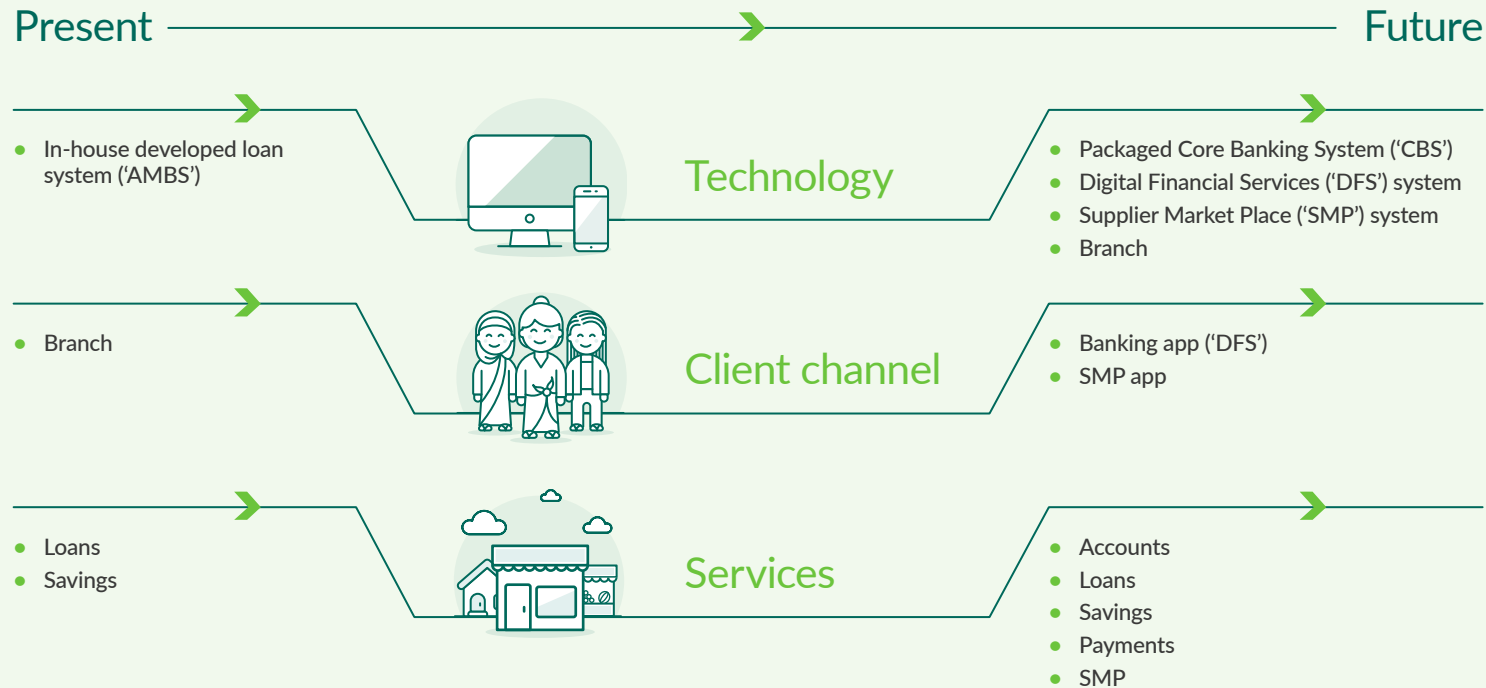 Present
Future
• In-house developed loan
system (‘AMBS’)
Technology
• Packaged Core Banking System (‘CBS’)
• Digital Financial Services (‘DFS’) system
• Supplier Market Place (‘SMP’) system
• Branch
• Branch
Client channel
• Banking app (‘DFS’)
• SMP app
• Loans
• Savings
Services
• Accounts
• Loans
• Savings
• Payments
• SMP